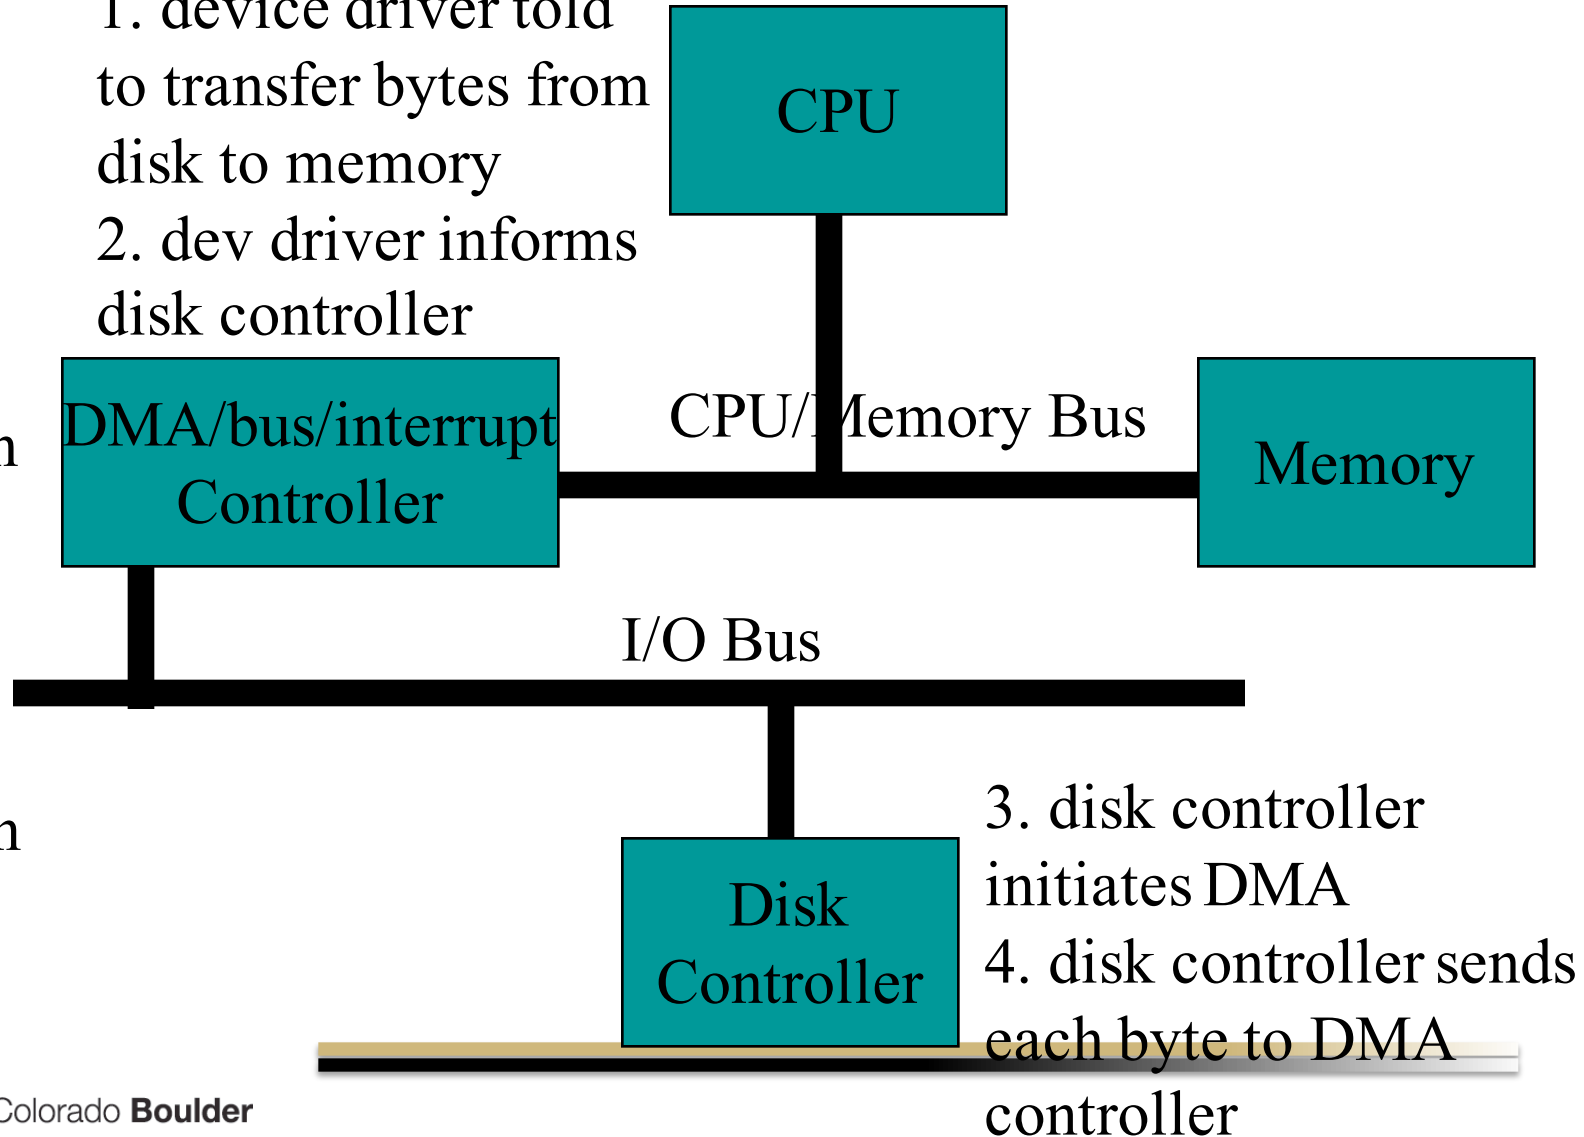 1. device driver told
to transfer bytes from
disk to memory
2. dev driver informs
disk controller
CPU
DMA/bus/interrupt
Controller
CPU/Memory Bus
Memory
I/O Bus
Disk
Controller
3. disk controller
initiates DMA
4. disk controller sends
each byte to DMA
controller
Colorado Boulder